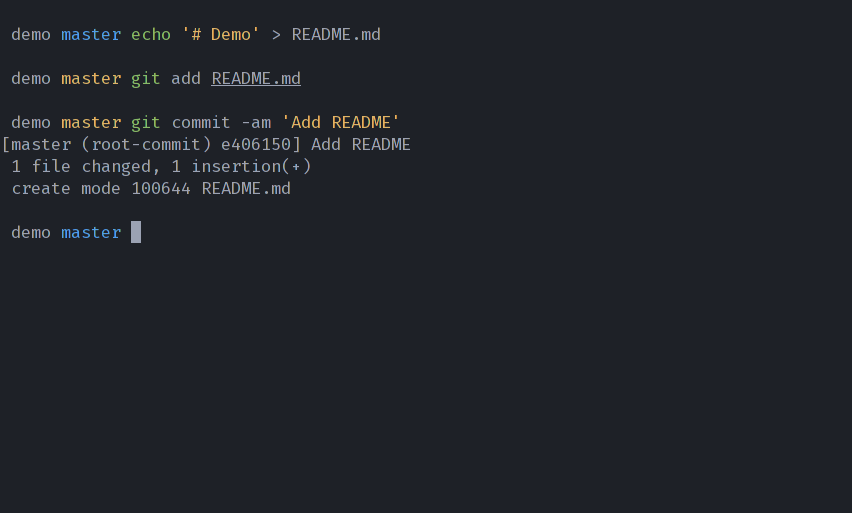 demo master echo '# Demo' > README.md
demo master git add README.md
demo master git commit -am 'Add README'
[master (root-commit) e406150] Add README
1 file changed, 1 insertion(+)
create mode 100644 README.md
demo master